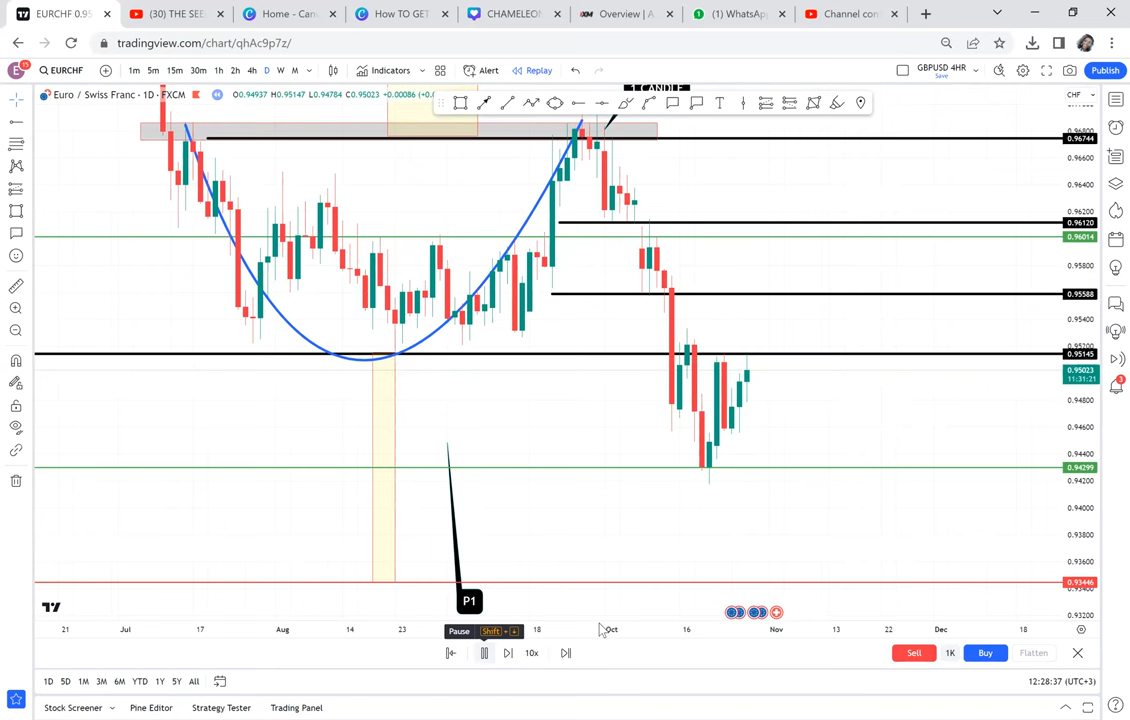 EURCHF 0.95
(30) THE SEE
Home - Can
How TO GET
CHAMELEON
Overview | A
(1) WhatsApp
Channel con
tradingview.com/chart/qhAc9p7z/
E 15 EURCHF 1m 5m 15m 30m 1h 2h 4h D W M Indicators Alert Replay GBPUSD 4HR Save Publish
Euro / Swiss Franc · 1D · FXCM O0.94937 H0.95147 L0.94784 C0.95023 +0.00086 (+0.
CHF
1 CANDLE
0.96744
0.96600
0.96400
0.96200
0.96120
0.96014
0.95800
0.95588
0.95400
0.95200
0.95145
0.95023
11:31:21
0.94800
0.94600
0.94400
0.94299
0.94200
0.94000
0.93800
0.93600
0.93446
0.93200
P1
21 Jul 17 Aug 14 23 18 Oct 16 Nov 13 22 Dec 18
Pause Shift + ↓
10x
Sell 1K Buy Flatten
1D 5D 1M 3M 6M YTD 1Y 5Y All
12:28:37 (UTC+3)
Stock Screener Pine Editor Strategy Tester Trading Panel
3